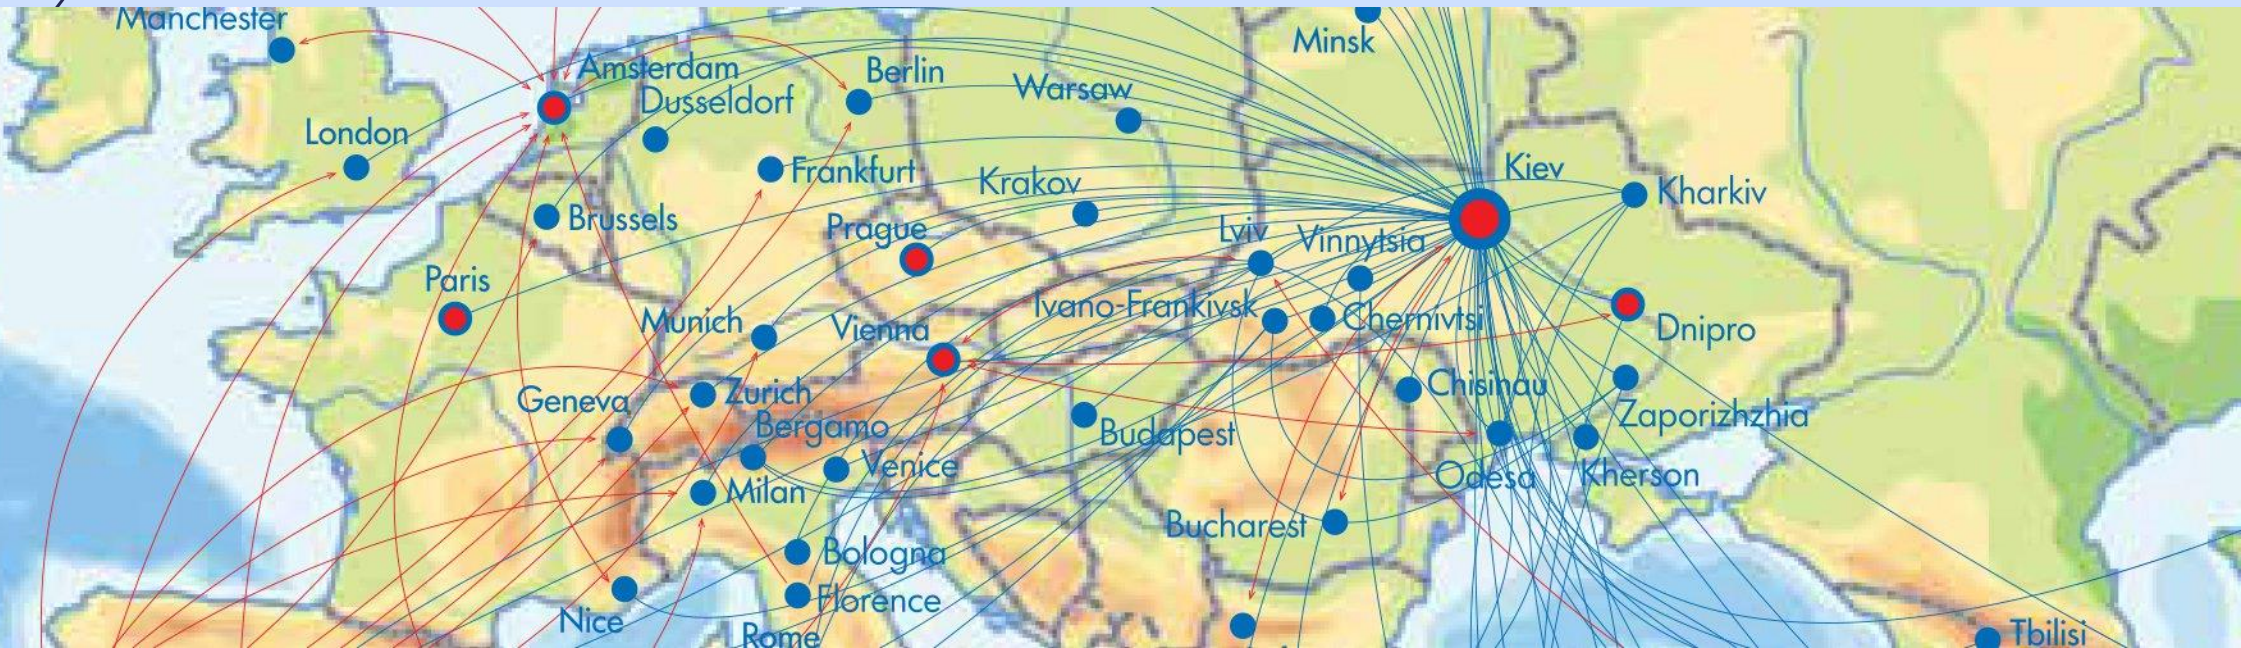 Manchester
Minsk
Amsterdam
Berlin
Warsaw
Dusseldorf
London
Frankfurt
Kiev
Krakov
Kharkiv
Brussels
Prague
Lviv
Vinnytsia
Paris
Ivano-Frankivsk
Munich
Vienna
Chernivtsi
Dnipro
Geneva
Zurich
Chisinau
Bergamo
Zaporizhzhia
Budapest
Venice
Odesa
Kherson
Milan
Bucharest
Bologna
Florence
Nice
Rome
Tbilisi